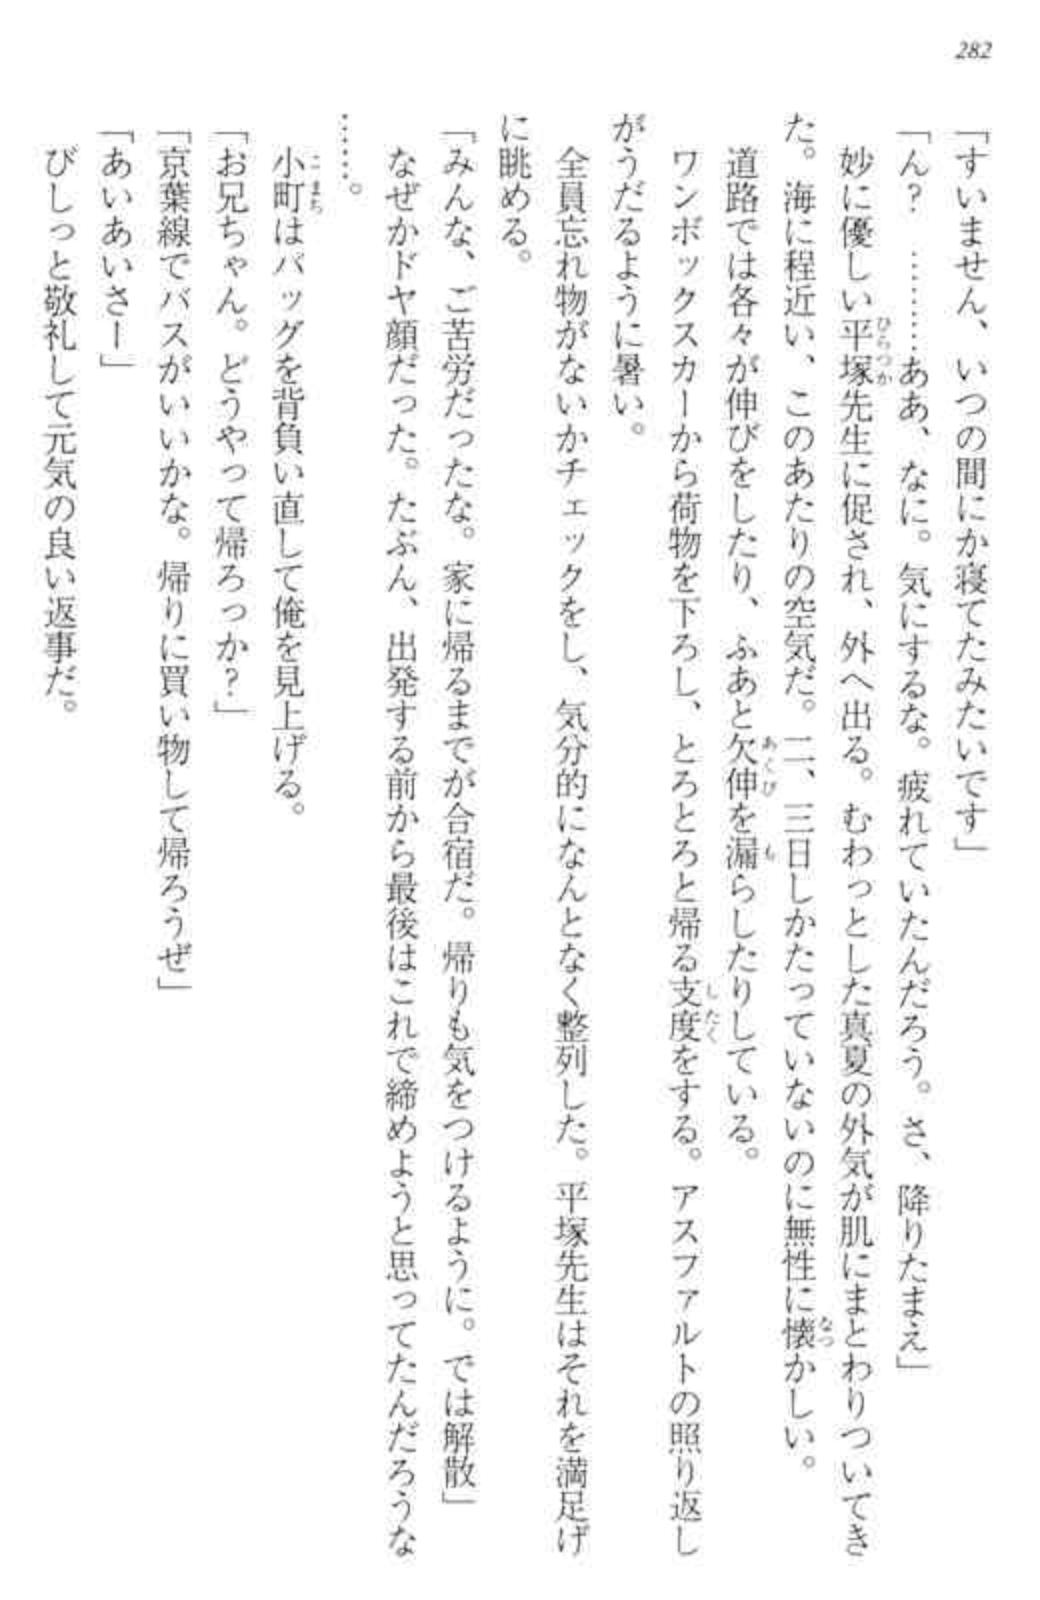 282
「すいません、いつの間にか寝てたみたいです」
「ん？　………ああ、なに。気にするな。疲れていたんだろう。さ、降りたまえ」
妙に優しい平塚先生に促され、外へ出る。むわっとした真夏の外気が肌にまとわりついてき
た。海に程近い、このあたりの空気だ。二、三日しかたっていないのに無性に懐かしい。
道路では各々が伸びをしたり、ふあと欠伸を漏らしたりしている。
ワンボックスカーから荷物を下ろし、とろとろと帰る支度をする。アスファルトの照り返し
がうだるように暑い。
全員忘れ物がないかチェックをし、気分的になんとなく整列した。平塚先生はそれを満足げ
に眺める。
「みんな、ご苦労だったな。家に帰るまでが合宿だ。帰りも気をつけるように。では解散」
なぜかドヤ顔だった。たぶん、出発する前から最後はこれで締めようと思ってたんだろうな
……。
小町はバッグを背負い直して俺を見上げる。
「お兄ちゃん。どうやって帰ろっか？」
「京葉線でバスがいいかな。帰りに買い物して帰ろうぜ」
「あいあいさー」
びしっと敬礼して元気の良い返事だ。